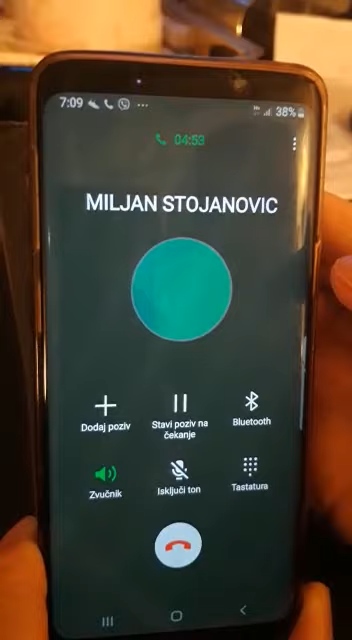 7:09
38%
04:53
MILJAN STOJANOVIC
Dodaj poziv
Stavi poziv na
čekanje
Bluetooth
Zvučnik
Isključi ton
Tastatura